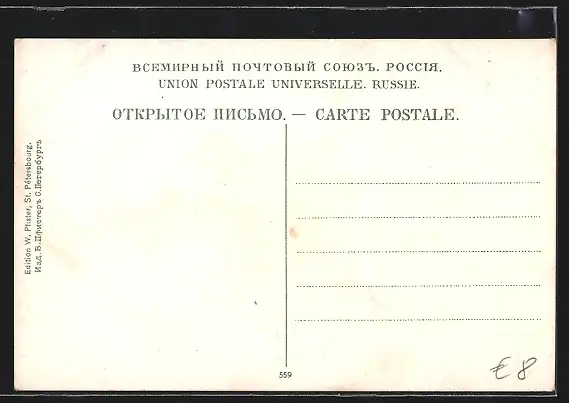 ВСЕМИРНЫЙ ПОЧТОВЫЙ СОЮЗЪ. РОССІЯ.
UNION POSTALE UNIVERSELLE. RUSSIE.
ОТКРЫТОЕ ПИСЬМО. — CARTE POSTALE.
Edition W. Pfister, St. Pétersbourg.
Изд. В. Пфистеръ С.Петербургъ
559
€ 8